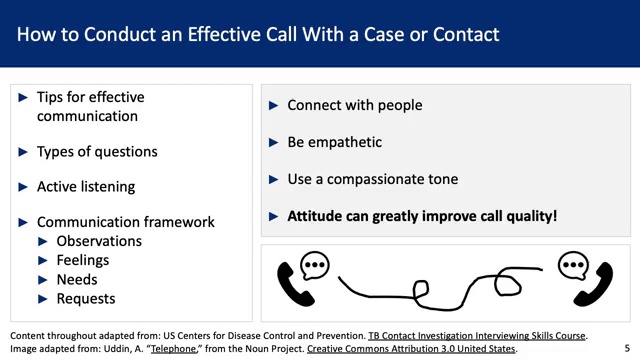 How to Conduct an Effective Call With a Case or Contact
► Tips for effective
communication
► Types of questions
► Active listening
► Communication framework
► Observations
► Feelings
► Needs
► Requests
► Connect with people
► Be empathetic
► Use a compassionate tone
► Attitude can greatly improve call quality!
Content throughout adapted from: US Centers for Disease Control and Prevention. TB Contact Investigation Interviewing Skills Course.
Image adapted from: Uddin, A. “Telephone,” from the Noun Project. Creative Commons Attribution 3.0 United States.
5